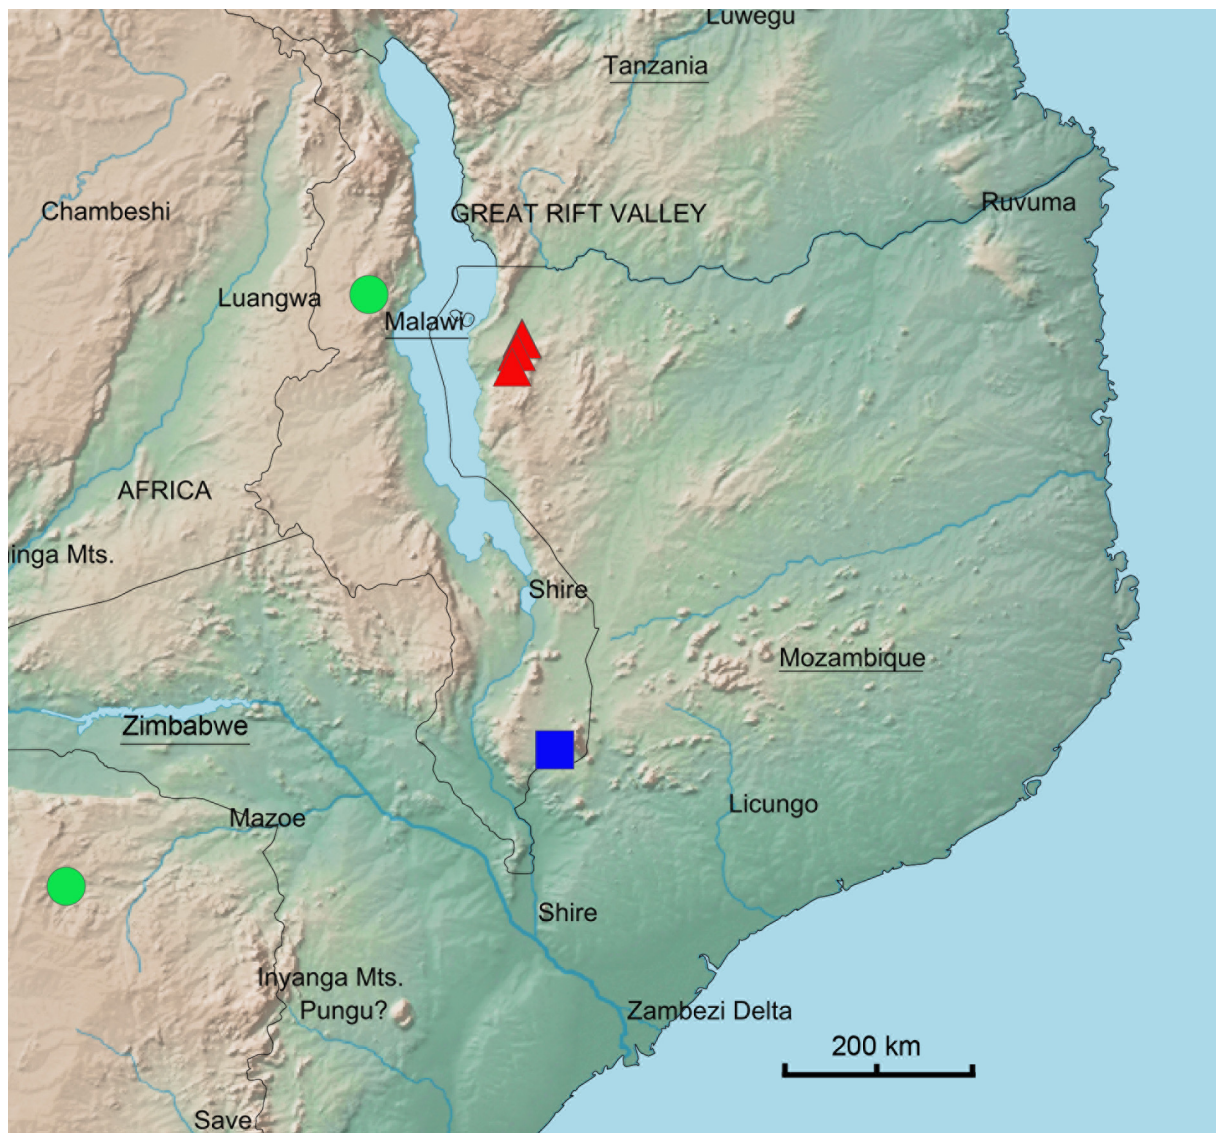 Luwegu
Tanzania
Chambeshi
GREAT RIFT VALLEY
Ruvuma
Luangwa
Malawi
AFRICA
inga Mts.
Shire
Mozambique
Zimbabwe
Licungo
Mazoe
Shire
Inyanga Mts.
Pungu?
Zambezi Delta
200 km
Save